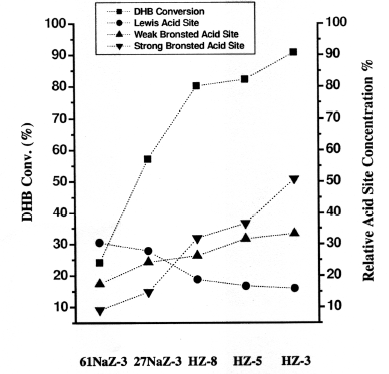 DHB Conversion
Lewis Acid Site
Weak Bronsted Acid Site
Strong Bronsted Acid Site
100
90
80
70
60
50
40
30
20
10
DHB Conv. (%)
100
90
80
70
60
50
40
30
20
10
Relative Acid Site Concentration %
61NaZ-3 27NaZ-3 HZ-8 HZ-5 HZ-3